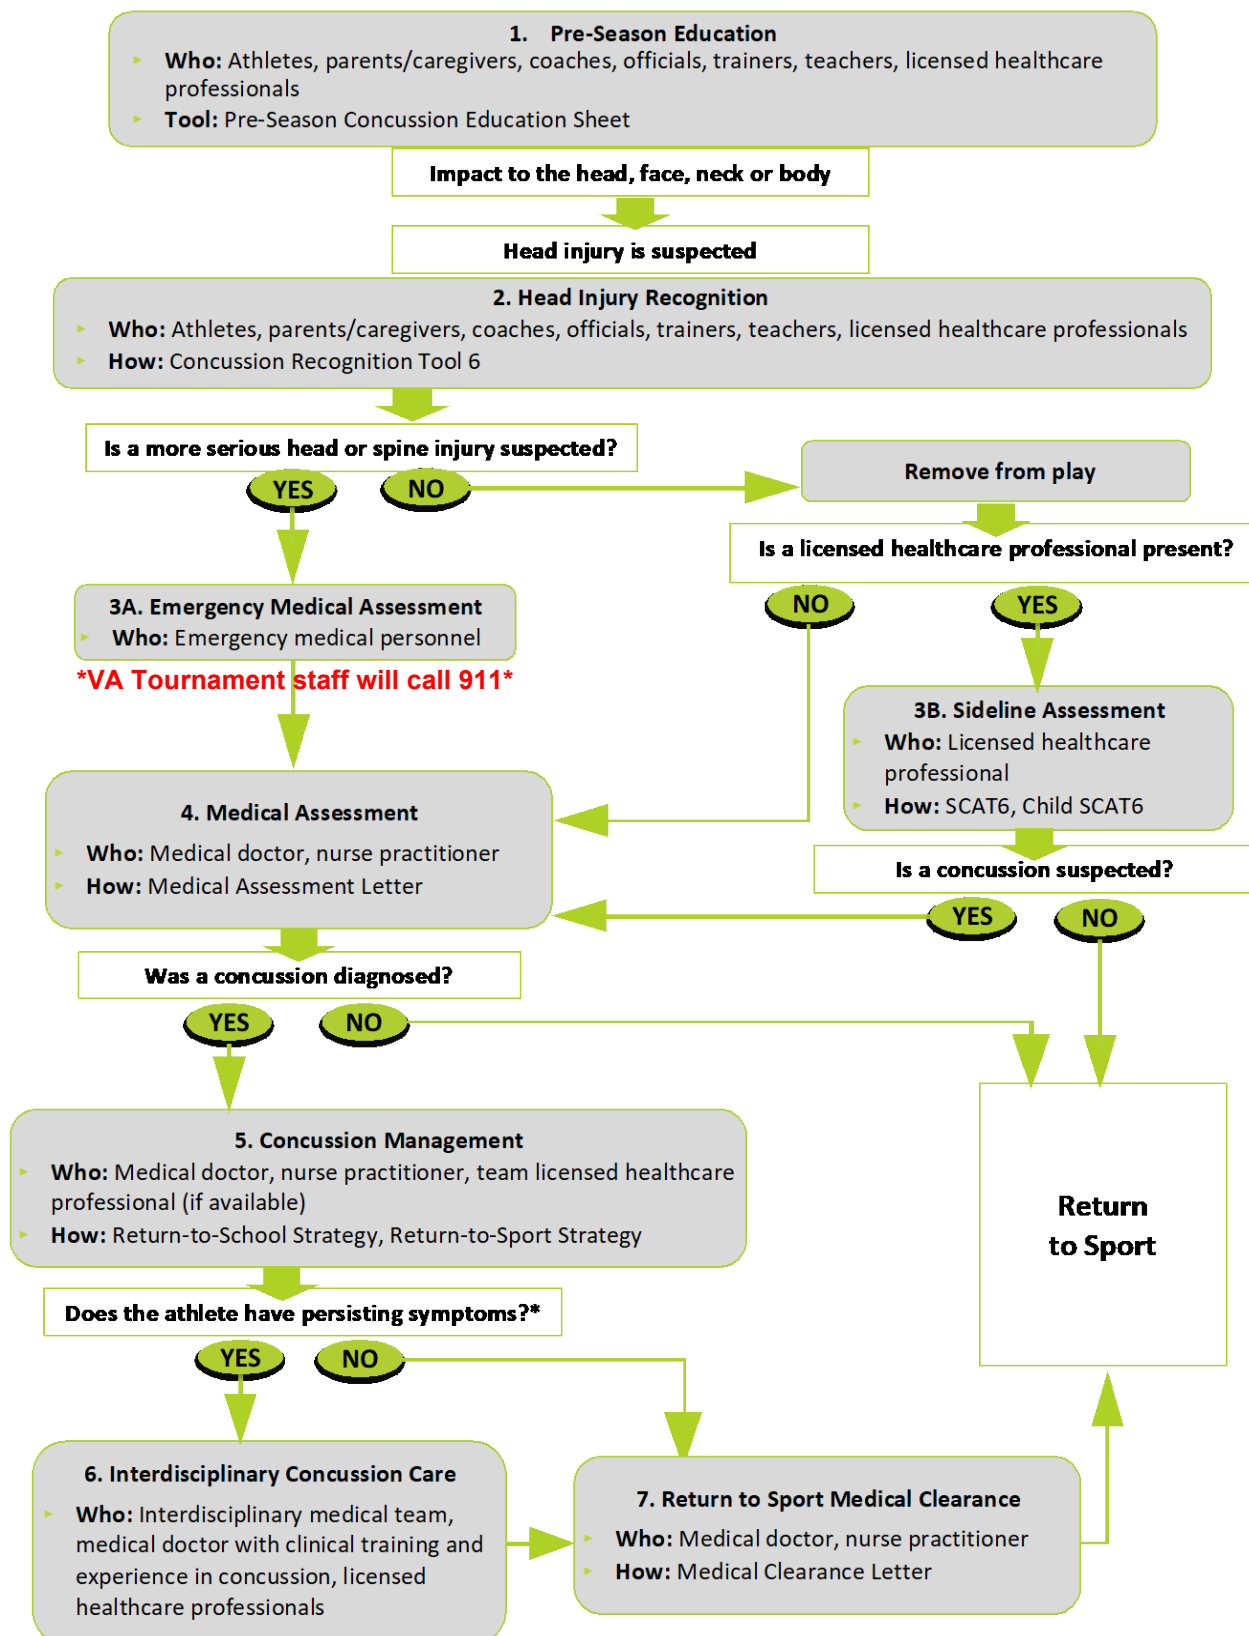 1. Pre-Season Education
Who: Athletes, parents/caregivers, coaches, officials, trainers, teachers, licensed healthcare
professionals
Tool: Pre-Season Concussion Education Sheet
Impact to the head, face, neck or body
Head injury is suspected
2. Head Injury Recognition
Who: Athletes, parents/caregivers, coaches, officials, trainers, teachers, licensed healthcare professionals
How: Concussion Recognition Tool 6
Is a more serious head or spine injury suspected?
YES
NO
Remove from play
Is a licensed healthcare professional present?
NO
YES
3A. Emergency Medical Assessment
Who: Emergency medical personnel
*VA Tournament staff will call 911*
3B. Sideline Assessment
Who: Licensed healthcare
professional
How: SCAT6, Child SCAT6
4. Medical Assessment
Who: Medical doctor, nurse practitioner
How: Medical Assessment Letter
Is a concussion suspected?
YES
NO
Was a concussion diagnosed?
YES
NO
5. Concussion Management
Who: Medical doctor, nurse practitioner, team licensed healthcare
professional (if available)
How: Return-to-School Strategy, Return-to-Sport Strategy
Return
to Sport
Does the athlete have persisting symptoms?*
YES
NO
6. Interdisciplinary Concussion Care
Who: Interdisciplinary medical team,
medical doctor with clinical training and
experience in concussion, licensed
healthcare professionals
7. Return to Sport Medical Clearance
Who: Medical doctor, nurse practitioner
How: Medical Clearance Letter